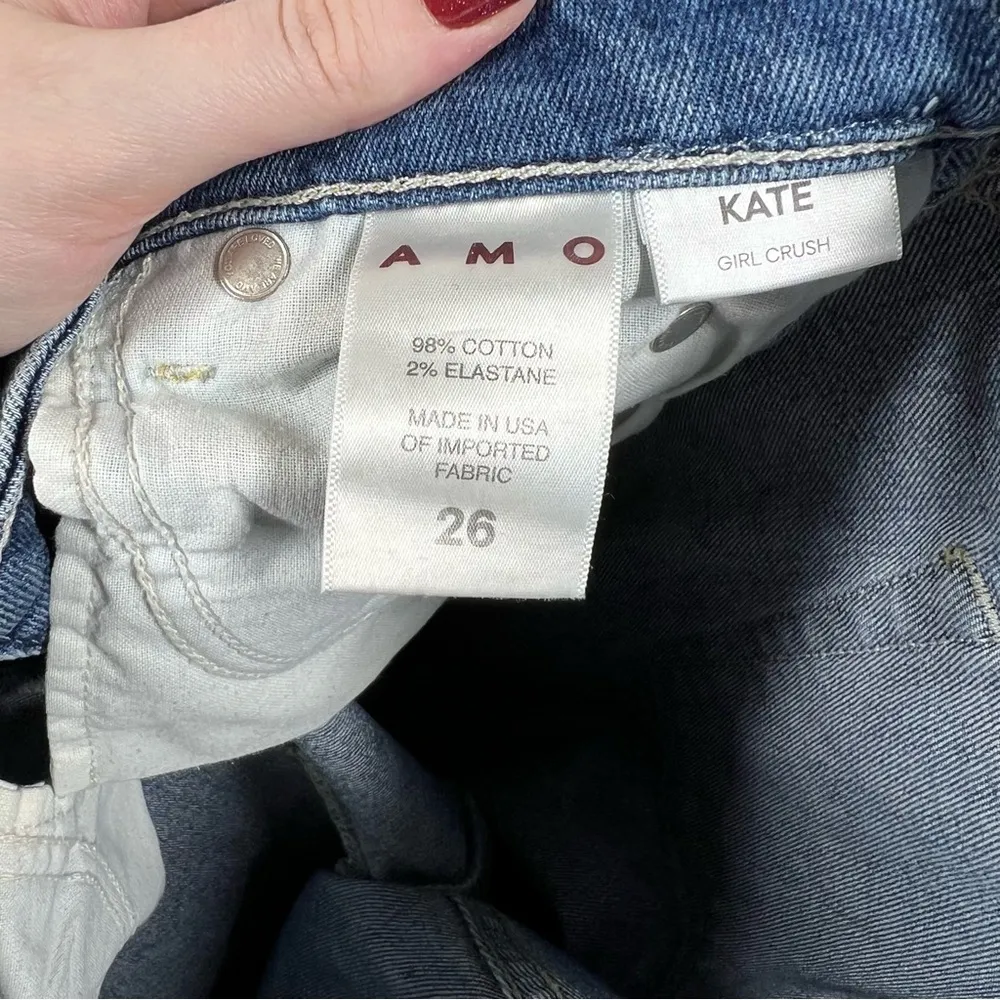 AMO
98% COTTON
2% ELASTANE
MADE IN USA
OF IMPORTED
FABRIC
26
KATE
GIRL CRUSH